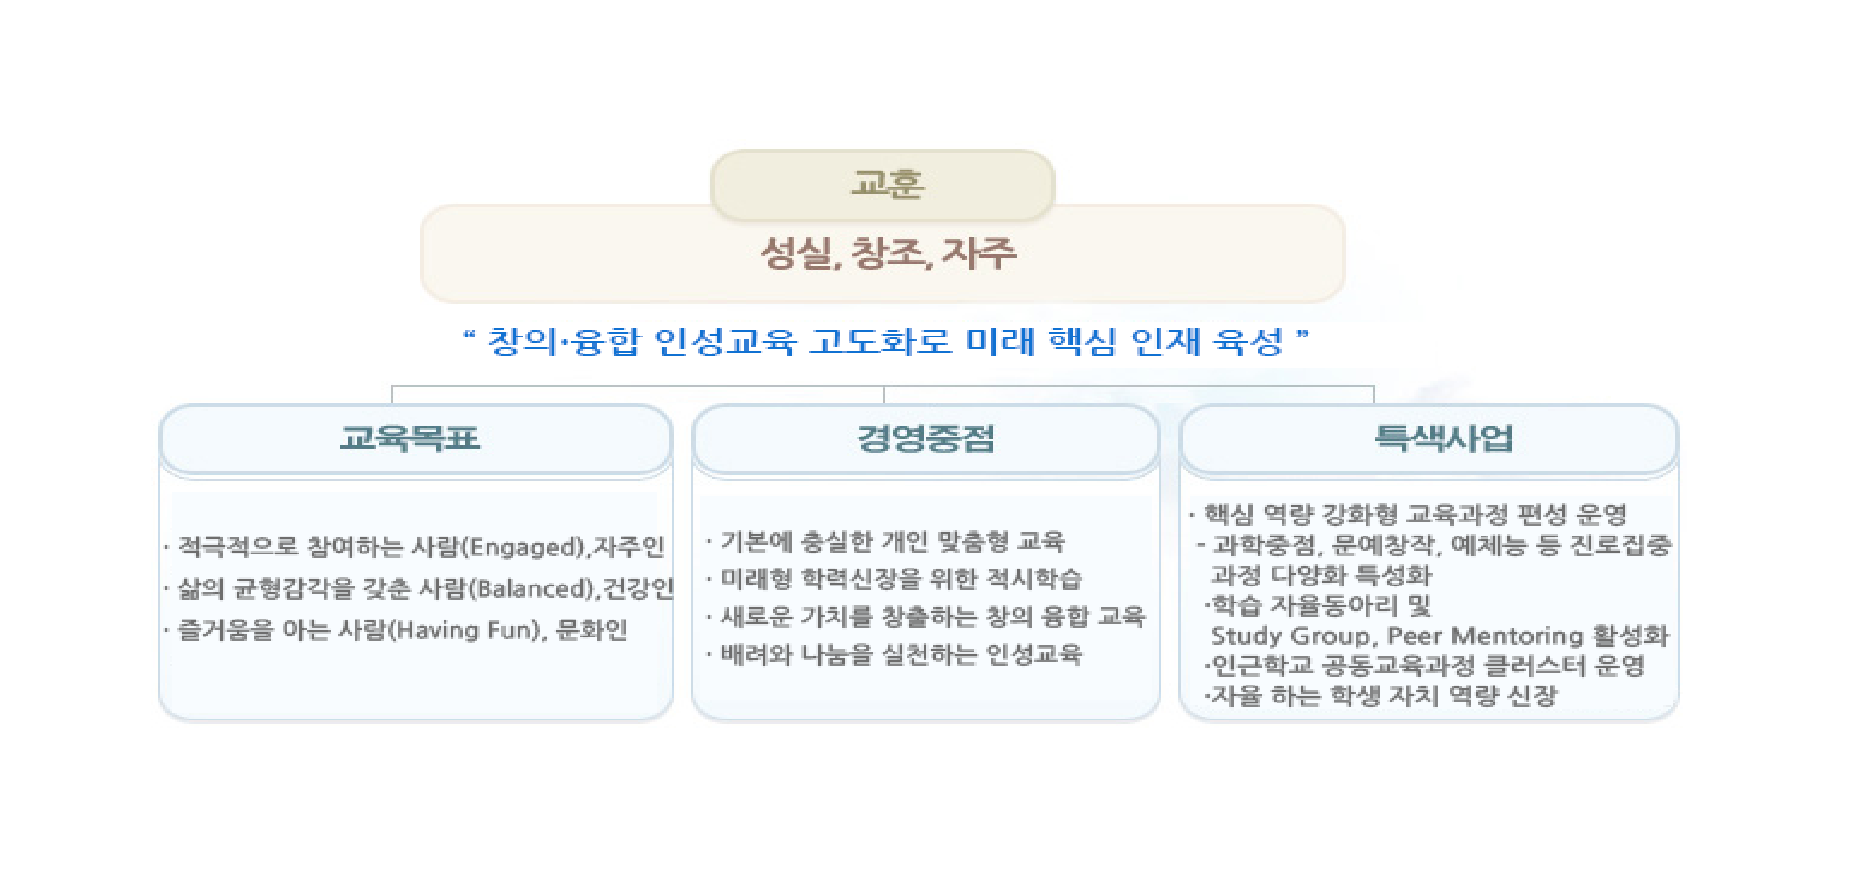 교훈
성실, 창조, 자주
“ 창의·융합 인성교육 고도화로 미래 핵심 인재 육성 ”
교육목표
· 적극적으로 참여하는 사람(Engaged),자주인
· 삶의 균형감각을 갖춘 사람(Balanced),건강인
· 즐거움을 아는 사람(Having Fun), 문화인
경영중점
· 기본에 충실한 개인 맞춤형 교육
· 미래형 학력신장을 위한 적시학습
· 새로운 가치를 창출하는 창의 융합 교육
· 배려와 나눔을 실천하는 인성교육
특색사업
· 핵심 역량 강화형 교육과정 편성 운영
- 과학중점, 문예창작, 예체능 등 진로집중
과정 다양화 특성화
·학습 자율동아리 및
Study Group, Peer Mentoring 활성화
·인근학교 공동교육과정 클러스터 운영
·자율 하는 학생 자치 역량 신장